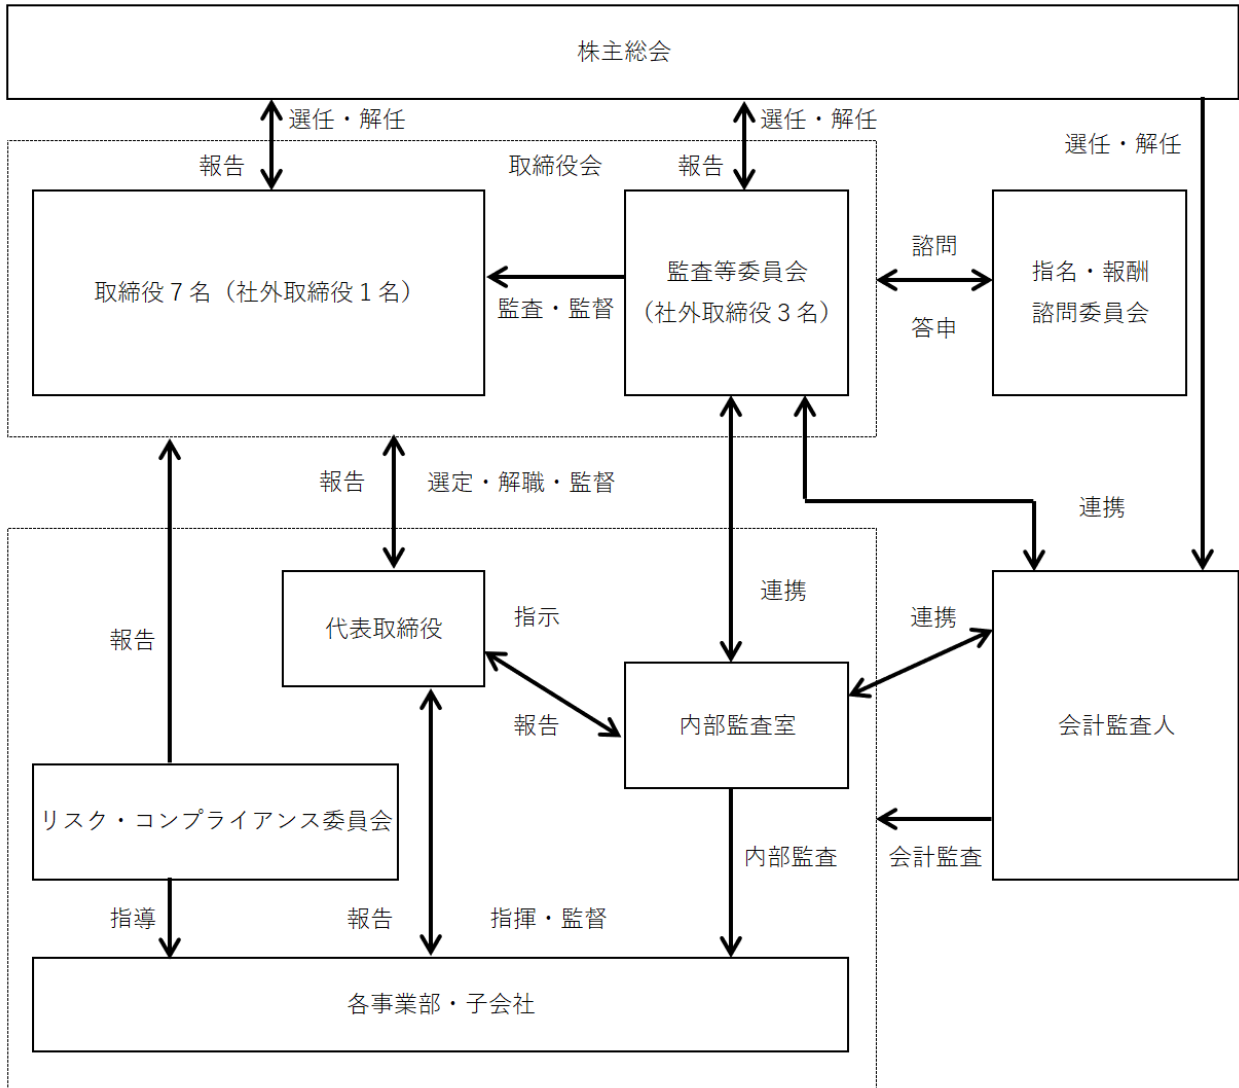 株主総会
選任・解任
選任・解任
選任・解任
報告
取締役会
報告
取締役７名（社外取締役１名）
監査・監督
監査等委員会
（社外取締役３名）
諮問
答申
指名・報酬
諮問委員会
報告
選定・解職・監督
連携
報告
代表取締役
指示
報告
連携
連携
内部監査室
会計監査人
リスク・コンプライアンス委員会
内部監査
会計監査
指導
報告
指揮・監督
各事業部・子会社